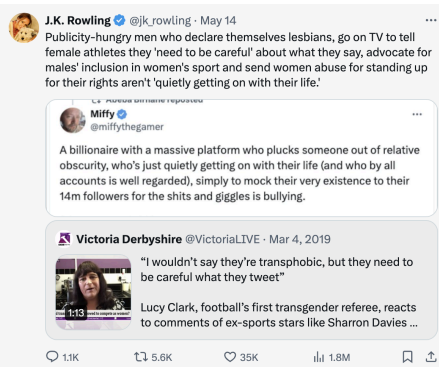 J.K. Rowling @jk_rowling · May 14
Publicity-hungry men who declare themselves lesbians, go on TV to tell
female athletes they 'need to be careful' about what they say, advocate for
males' inclusion in women's sport and send women abuse for standing up
for their rights aren't 'quietly getting on with their life.'
Abeba Birhane reposted
Miffy
@miffythegamer
A billionaire with a massive platform who plucks someone out of relative
obscurity, who's just quietly getting on with their life (and who by all
accounts is well regarded), simply to mock their very existence to their
14m followers for the shits and giggles is bullying.
Victoria Derbyshire @VictoriaLIVE · Mar 4, 2019
"I wouldn't say they're transphobic, but they need to
be careful what they tweet"
Lucy Clark, football's first transgender referee, reacts
to comments of ex-sports stars like Sharron Davies ...
1:13
1.1K 5.6K 35K 1.8M